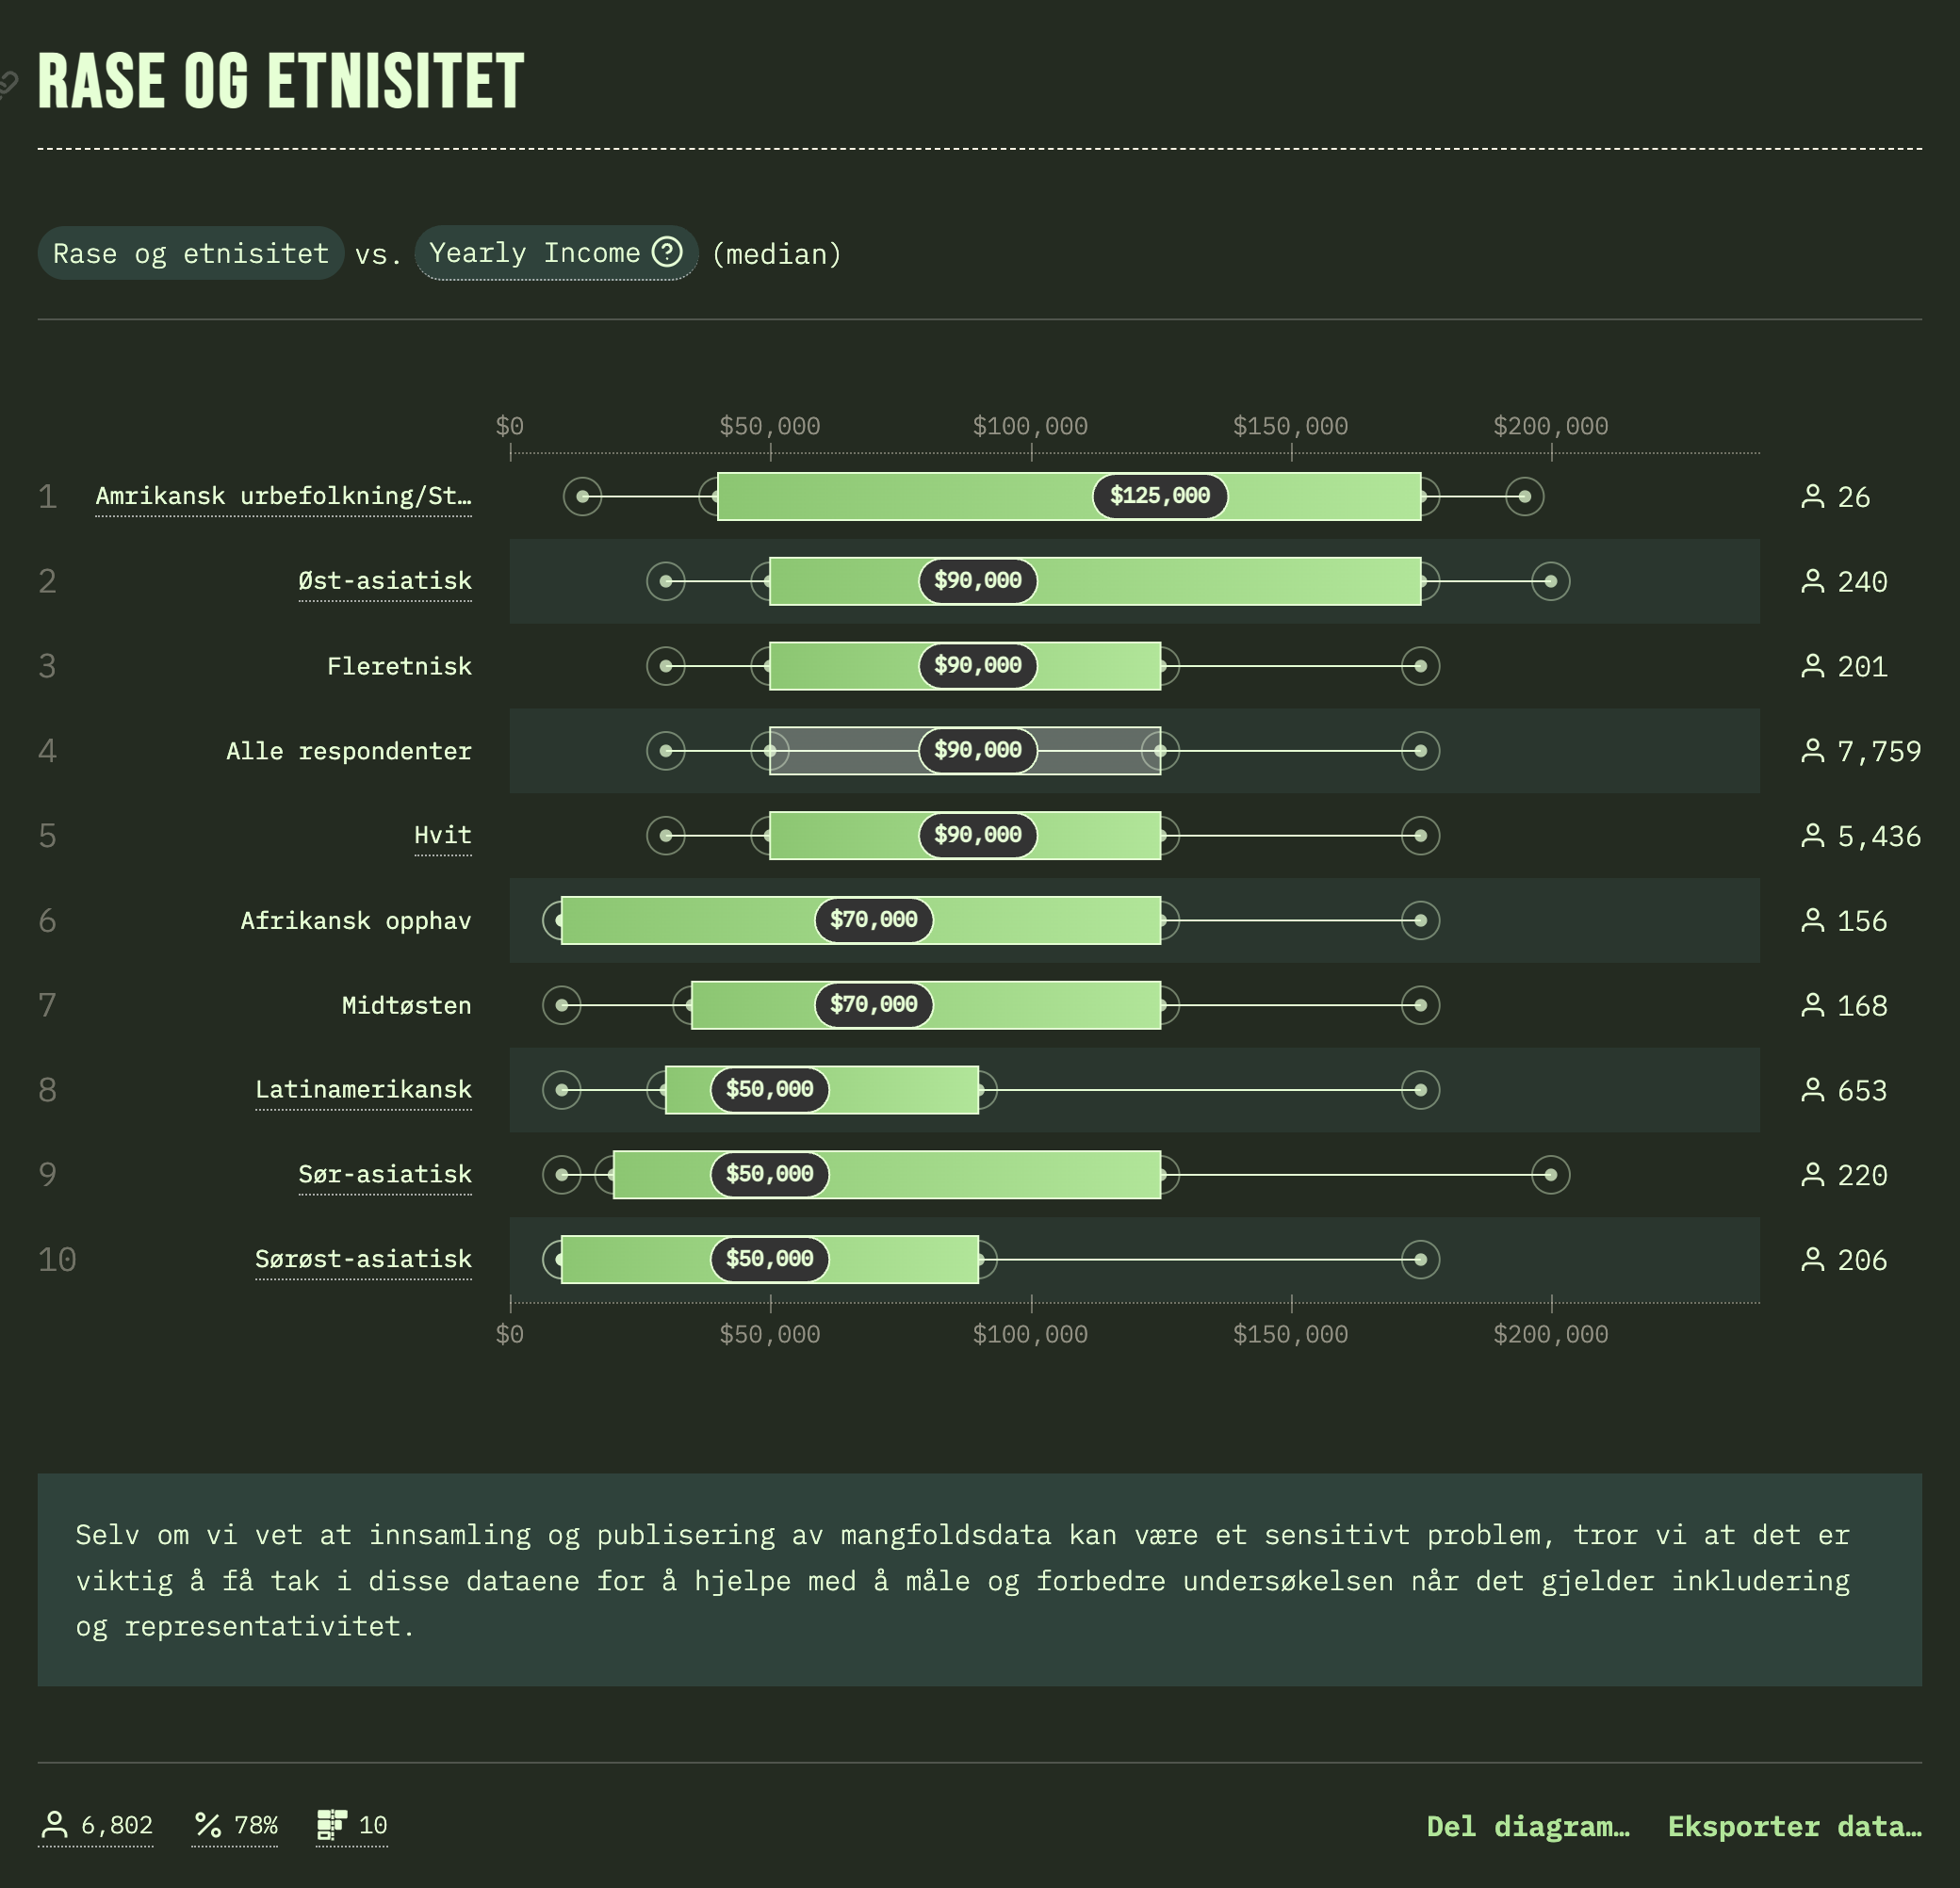 RASE OG ETNISITET
Rase og etnisitet vs. Yearly Income (median)
$0 $50,000 $100,000 $150,000 $200,000
1 Amrikansk urbefolkning/St… $125,000 26
2 Øst-asiatisk $90,000 240
3 Fleretnisk $90,000 201
4 Alle respondenter $90,000 7,759
5 Hvit $90,000 5,436
6 Afrikansk opphav $70,000 156
7 Midtøsten $70,000 168
8 Latinamerikansk $50,000 653
9 Sør-asiatisk $50,000 220
10 Sørøst-asiatisk $50,000 206
$0 $50,000 $100,000 $150,000 $200,000
Selv om vi vet at innsamling og publisering av mangfoldsdata kan være et sensitivt problem, tror vi at det er
viktig å få tak i disse dataene for å hjelpe med å måle og forbedre undersøkelsen når det gjelder inkludering
og representativitet.
6,802 78% 10 Del diagram… Eksporter data…